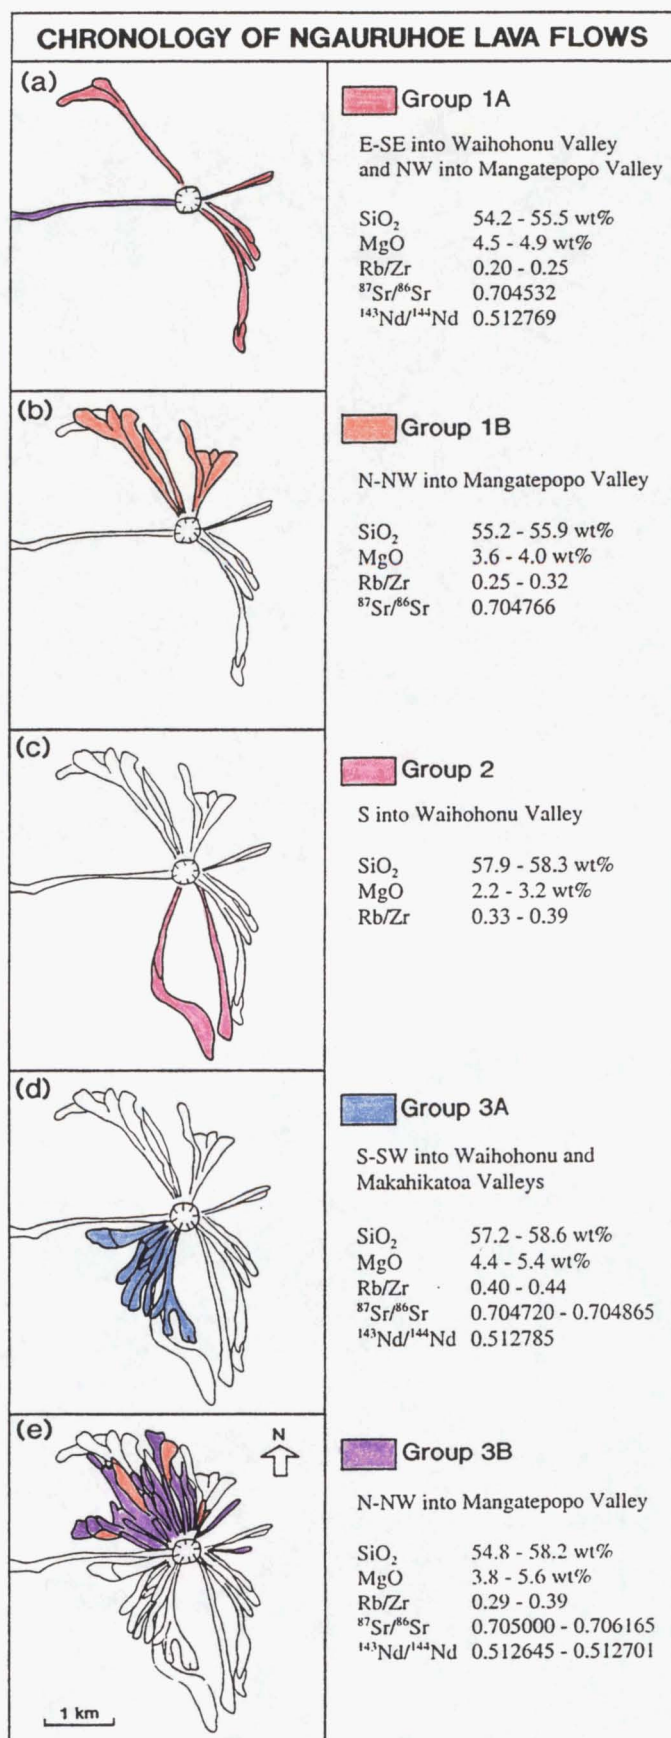 CHRONOLOGY OF NGAURUHOE LAVA FLOWS
(a)
Group 1A
E-SE into Waihohonu Valley
and NW into Mangatepopo Valley
SiO₂ 54.2 - 55.5 wt%
MgO 4.5 - 4.9 wt%
Rb/Zr 0.20 - 0.25
⁸⁷Sr/⁸⁶Sr 0.704532
¹⁴³Nd/¹⁴⁴Nd 0.512769
(b)
Group 1B
N-NW into Mangatepopo Valley
SiO₂ 55.2 - 55.9 wt%
MgO 3.6 - 4.0 wt%
Rb/Zr 0.25 - 0.32
⁸⁷Sr/⁸⁶Sr 0.704766
(c)
Group 2
S into Waihohonu Valley
SiO₂ 57.9 - 58.3 wt%
MgO 2.2 - 3.2 wt%
Rb/Zr 0.33 - 0.39
(d)
Group 3A
S-SW into Waihohonu and
Makahikatoa Valleys
SiO₂ 57.2 - 58.6 wt%
MgO 4.4 - 5.4 wt%
Rb/Zr 0.40 - 0.44
⁸⁷Sr/⁸⁶Sr 0.704720 - 0.704865
¹⁴³Nd/¹⁴⁴Nd 0.512785
(e)
N
1 km
Group 3B
N-NW into Mangatepopo Valley
SiO₂ 54.8 - 58.2 wt%
MgO 3.8 - 5.6 wt%
Rb/Zr 0.29 - 0.39
⁸⁷Sr/⁸⁶Sr 0.705000 - 0.706165
¹⁴³Nd/¹⁴⁴Nd 0.512645 - 0.512701